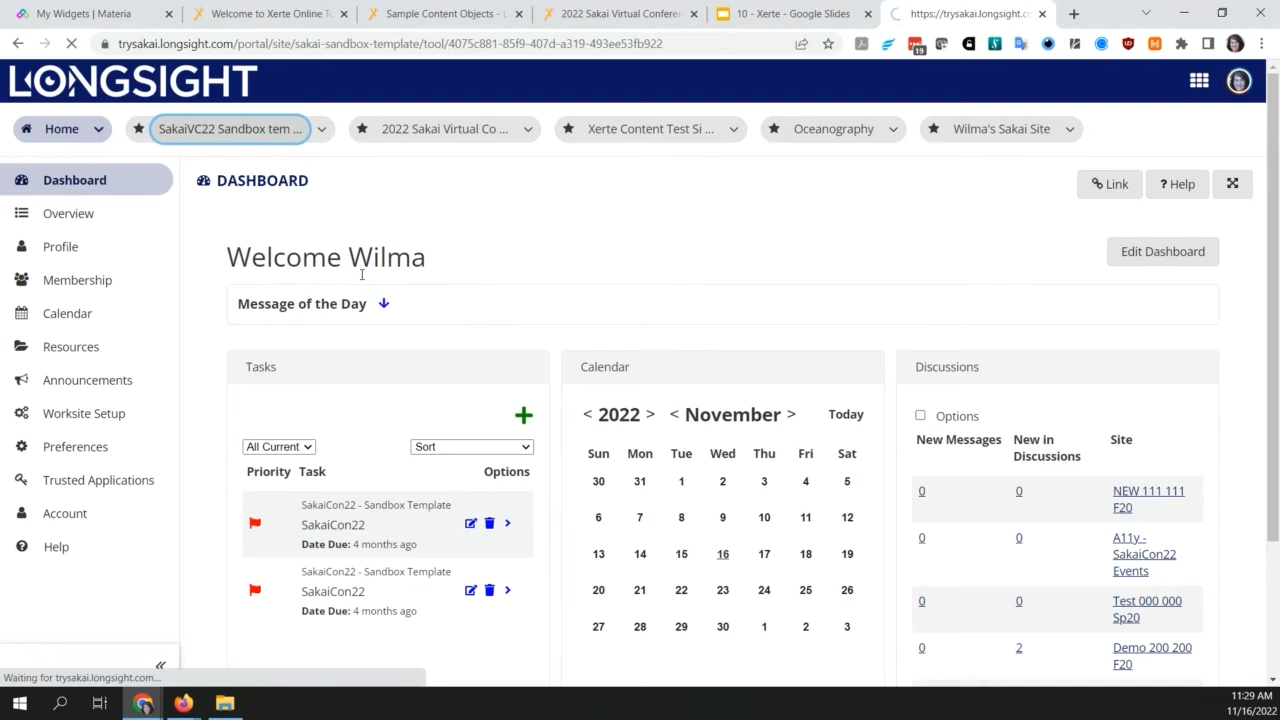 My Widgets | Materia
Welcome to Xerte Online To
Sample Content Objects - L
2022 Sakai Virtual Conferen
10 - Xerte - Google Slides
https://trysakai.longsight.co
trysakai.longsight.com/portal/site/sakai-sandbox-template/tool/4075cd81-85f9-407d-a319-493ee53fb922
19
LONGSIGHT
Home
SakaiVC22 Sandbox tem ...
2022 Sakai Virtual Co ...
Xerte Content Test Si ...
Oceanography
Wilma's Sakai Site
Dashboard
Overview
Profile
Membership
Calendar
Resources
Announcements
Worksite Setup
Preferences
Trusted Applications
Account
Help
DASHBOARD
Link
? Help
Welcome Wilma
Edit Dashboard
Message of the Day
Tasks
All Current
Sort
Priority Task Options
SakaiCon22 - Sandbox Template
SakaiCon22
Date Due: 4 months ago
SakaiCon22 - Sandbox Template
SakaiCon22
Date Due: 4 months ago
Calendar
< 2022 > < November > Today
Sun Mon Tue Wed Thu Fri Sat
30 31 1 2 3 4 5
6 7 8 9 10 11 12
13 14 15 16 17 18 19
20 21 22 23 24 25 26
27 28 29 30 1 2 3
Discussions
Options
New Messages New in Site
Discussions
0 0 NEW 111 111
F20
0 0 A11y -
SakaiCon22
Events
0 0 Test 000 000
Sp20
0 2 Demo 200 200
F20
Waiting for trysakai.longsight.com...
11:29 AM
11/16/2022